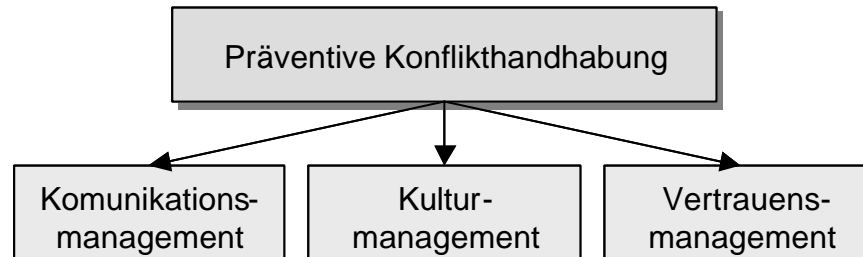 Präventive Konflikthandhabung
Komunikations-
management
Kultur-
management
Vertrauens-
management